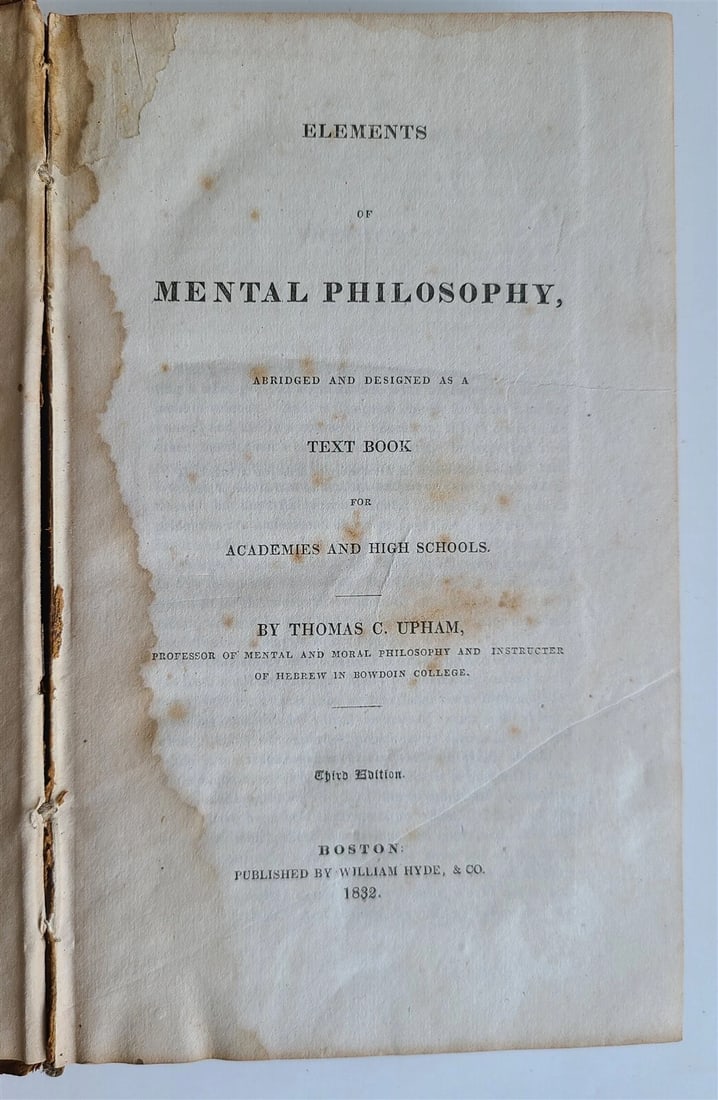 ELEMENTS
OF
MENTAL PHILOSOPHY,
ABRIDGED AND DESIGNED AS A
TEXT BOOK
FOR
ACADEMIES AND HIGH SCHOOLS.
BY THOMAS C. UPHAM,
PROFESSOR OF MENTAL AND MORAL PHILOSOPHY AND INSTRUCTER
OF HEBREW IN BOWDOIN COLLEGE.
Third Edition.
BOSTON:
PUBLISHED BY WILLIAM HYDE, & CO.
1832.